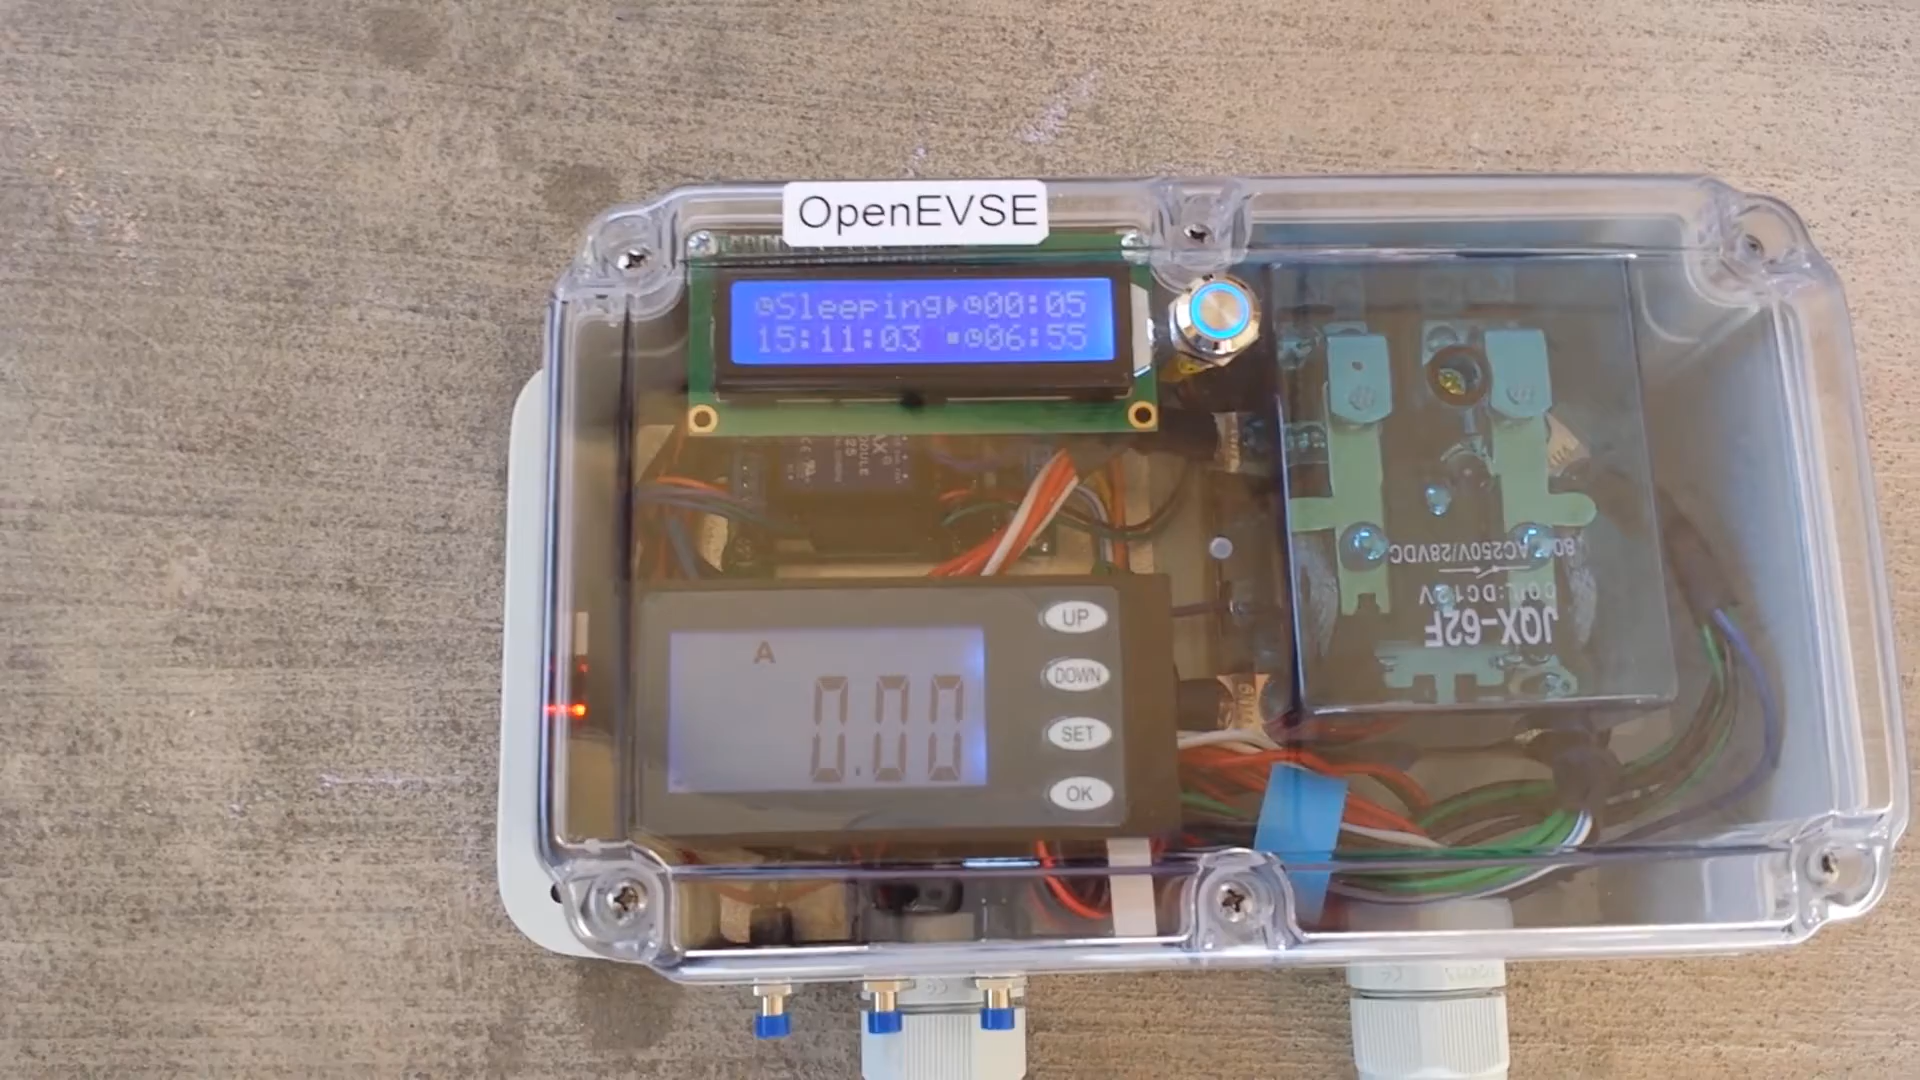 OpenEVSE
Sleeping 00:05
15:11:03 06:55
A
0.00
UP
DOWN
SET
OK
AC250V/28VDC
COIL:DC12V
JQX-62F